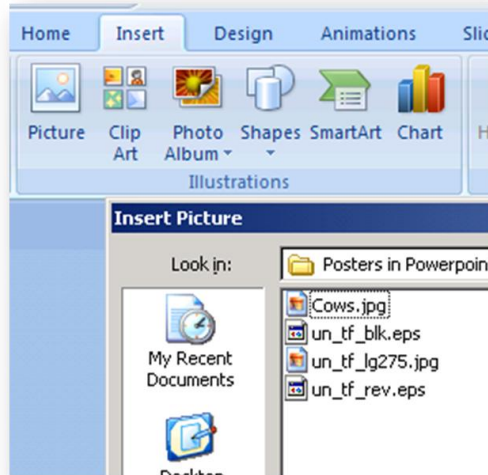 Home Insert Design Animations
Picture Clip Art Photo Album Shapes SmartArt Chart
Illustrations
Insert Picture
Look in: Posters in Powerpoin
Cows.jpg
un_tf_blk.eps
un_tf_lg275.jpg
un_tf_rev.eps
My Recent
Documents
Desktop